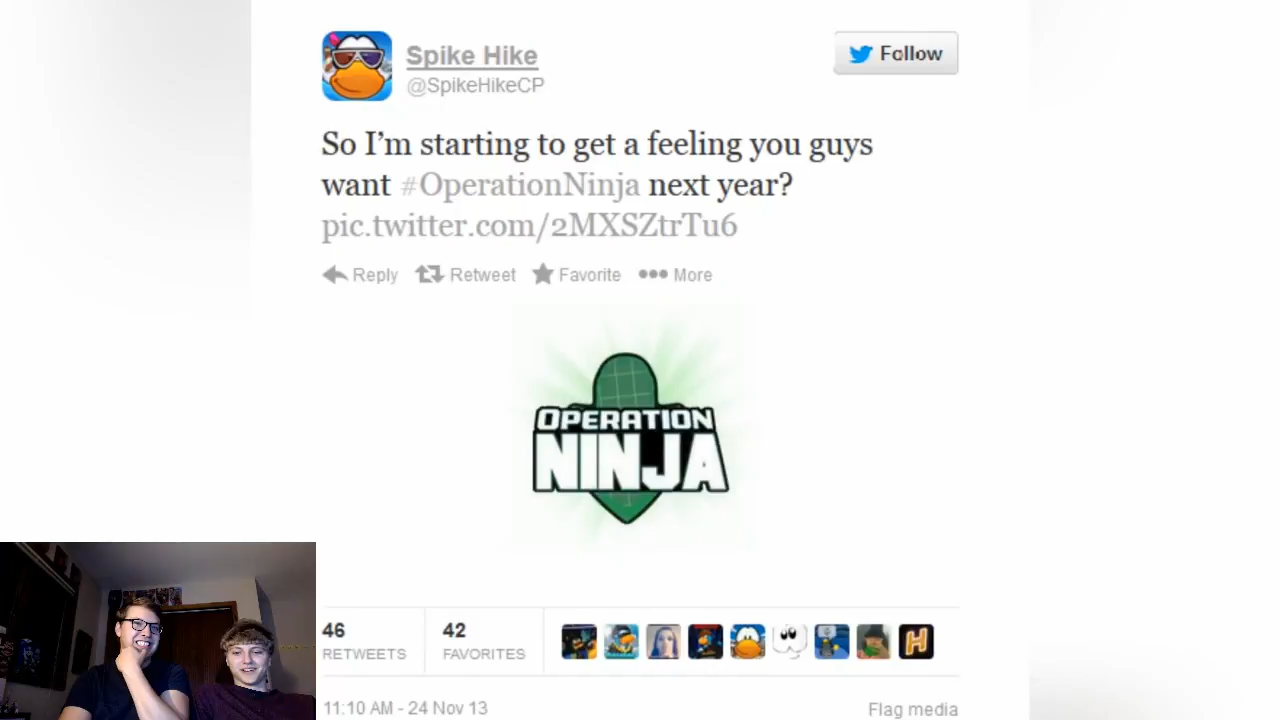 Spike Hike
@SpikeHikeCP
Follow
So I'm starting to get a feeling you guys
want #OperationNinja next year?
pic.twitter.com/2MXSZtrTu6
Reply Retweet Favorite More
OPERATION
NINJA
46
RETWEETS
42
FAVORITES
H
11:10 AM - 24 Nov 13
Flag media